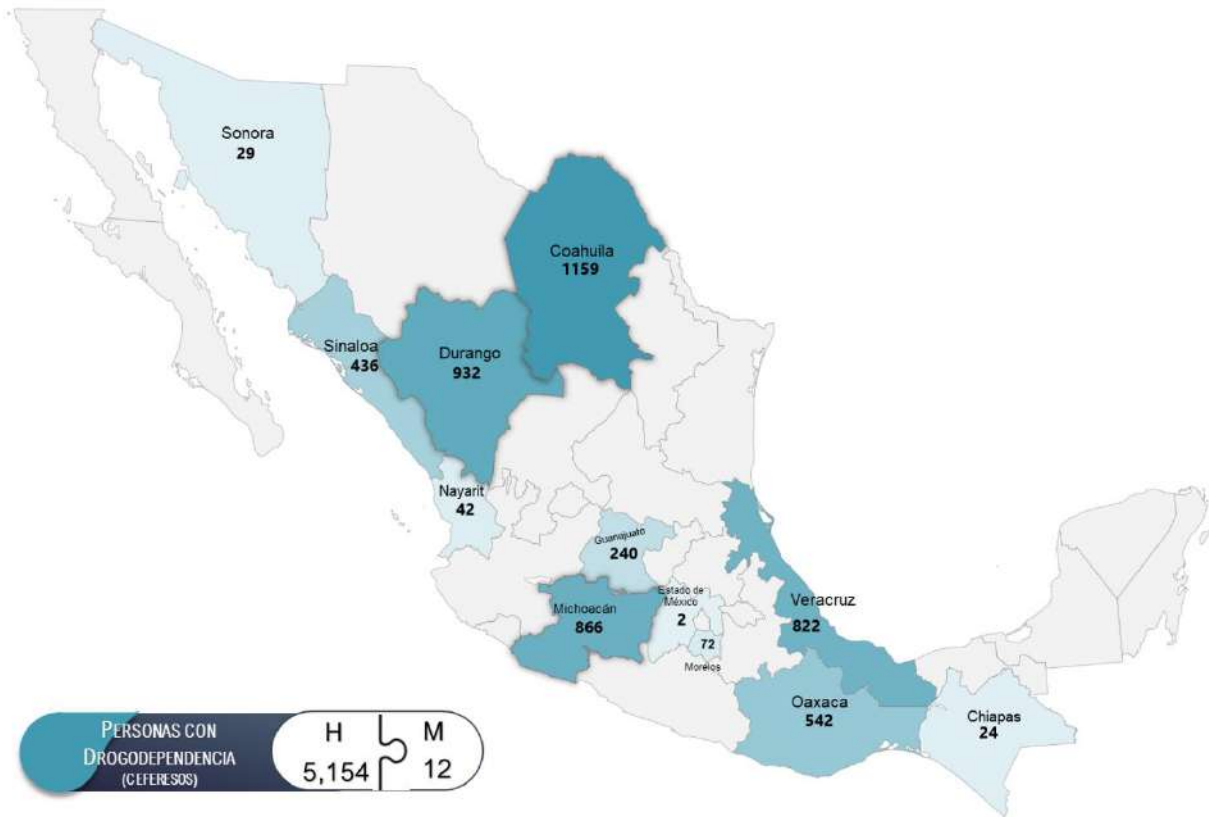 Sonora
29
Coahuila
1159
Sinaloa
436
Durango
932
Nayarit
42
Guanajuato
240
Michoacán
866
Estado de
México
2
72
Morelos
Veracruz
822
Oaxaca
542
Chiapas
24
PERSONAS CON
DROGODEPENDENCIA
(CEFERESOS)
H M
5,154 12